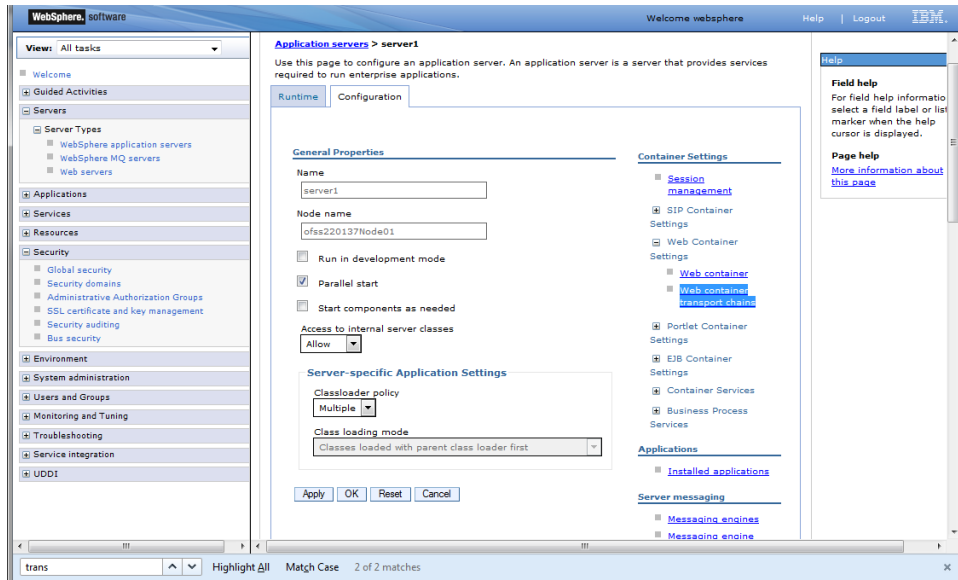 WebSphere. software
Welcome websphere
Help | Logout
IBM.
View: All tasks
Welcome
Guided Activities
Servers
Server Types
WebSphere application servers
WebSphere MQ servers
Web servers
Applications
Services
Resources
Security
Global security
Security domains
Administrative Authorization Groups
SSL certificate and key management
Security auditing
Bus security
Environment
System administration
Users and Groups
Monitoring and Tuning
Troubleshooting
Service integration
UDDI
Application servers > server1
Use this page to configure an application server. An application server is a server that provides services
required to run enterprise applications.
Runtime
Configuration
General Properties
Name
server1
Node name
ofss220137Node01
Run in development mode
Parallel start
Start components as needed
Access to internal server classes
Allow
Server-specific Application Settings
Classloader policy
Multiple
Class loading mode
Classes loaded with parent class loader first
Apply
OK
Reset
Cancel
Container Settings
Session
management
SIP Container
Settings
Web Container
Settings
Web container
Web container
transport chains
Portlet Container
Settings
EJB Container
Settings
Container Services
Business Process
Services
Applications
Installed applications
Server messaging
Messaging engines
Messaging engine
Help
Field help
For field help informatio
select a field label or list
marker when the help
cursor is displayed.
Page help
More information about
this page
trans
Highlight All
Match Case
2 of 2 matches